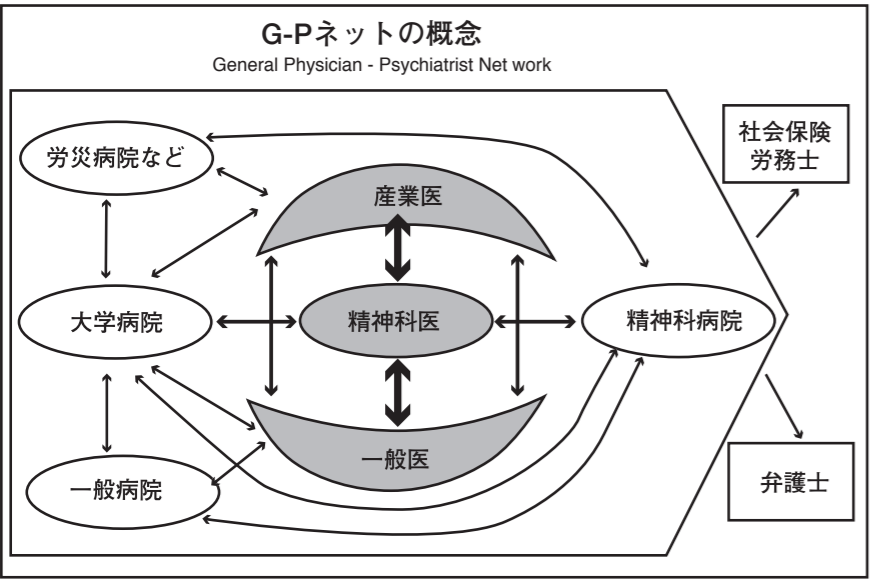 G-Pネットの概念
General Physician - Psychiatrist Net work
労災病院など
産業医
社会保険
労務士
大学病院
精神科医
精神科病院
一般医
一般病院
弁護士